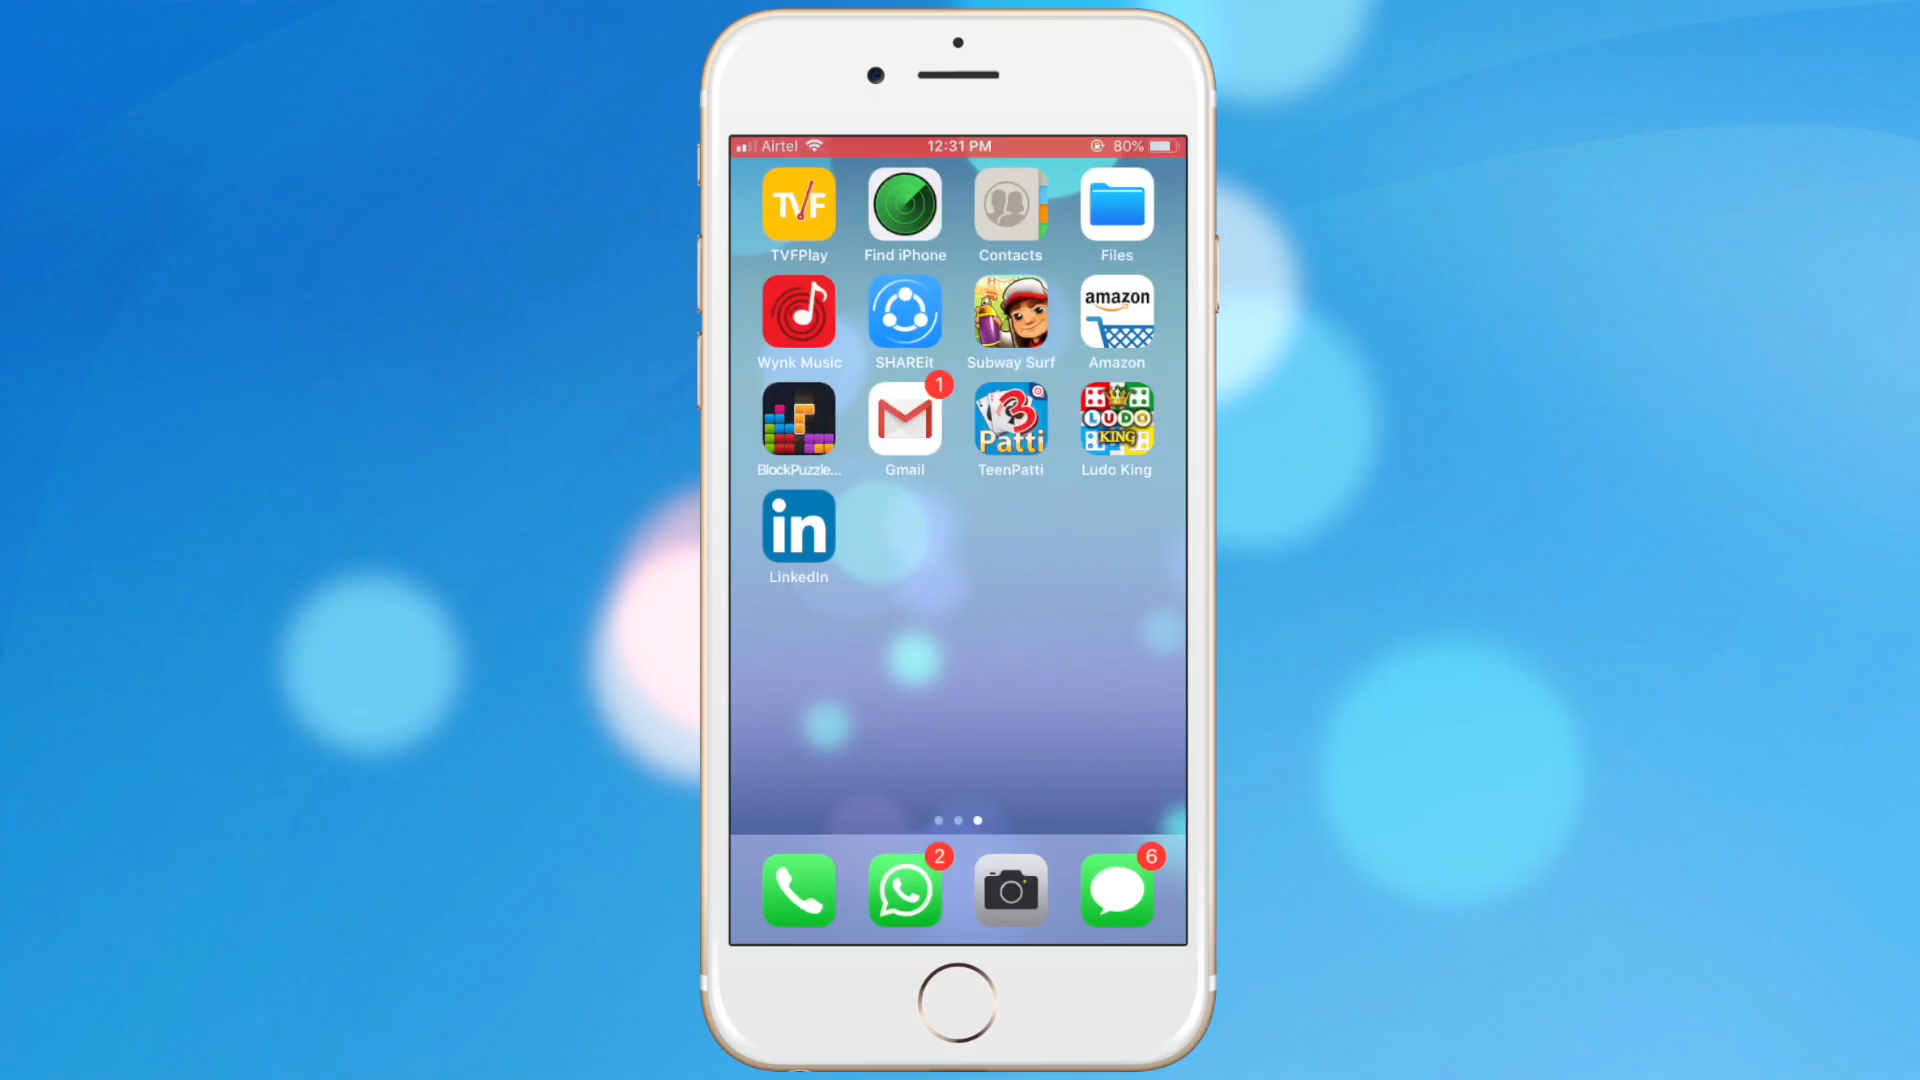 Airtel 12:31 PM 80%
TVF
TVFPlay Find iPhone Contacts Files
amazon
Wynk Music SHAREit Subway Surf Amazon
1
3
Patti
LUDO
KING
BlockPuzzle... Gmail TeenPatti Ludo King
in
LinkedIn
2 6